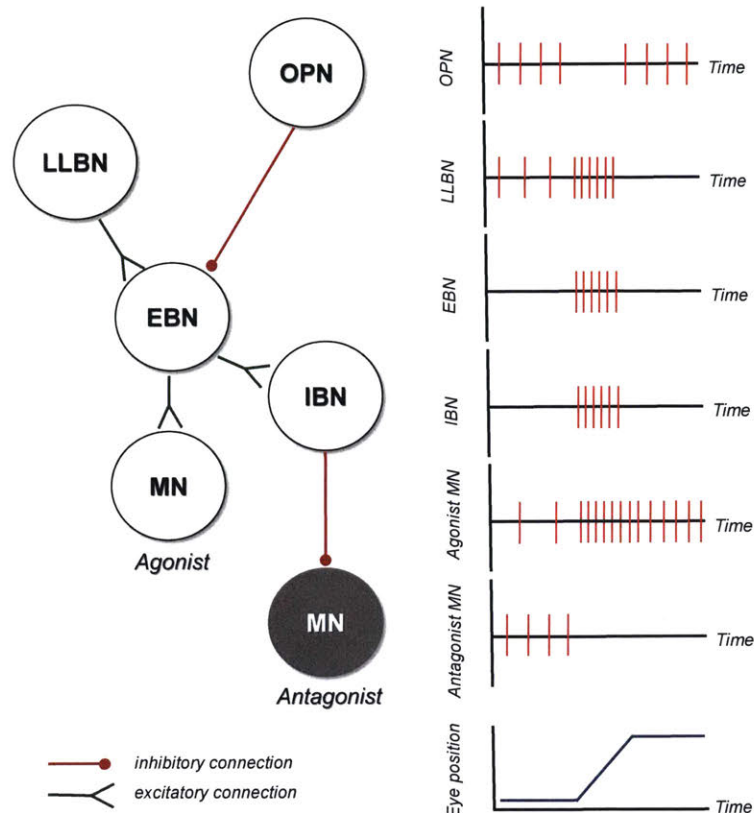 OPN
LLBN
EBN
IBN
MN
Agonist
MN
Antagonist
inhibitory connection
excitatory connection
OPN
Time
LLBN
Time
EBN
Time
IBN
Time
Agonist MN
Time
Antagonist MN
Time
Eye position
Time